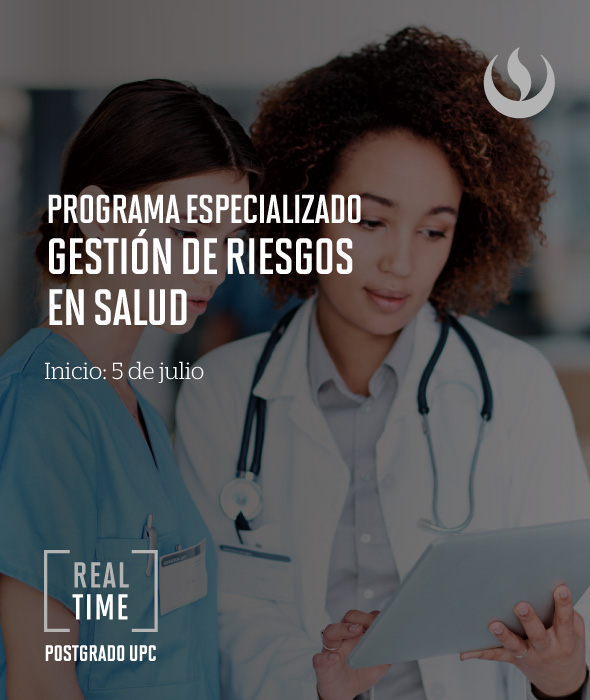 PROGRAMA ESPECIALIZADO
GESTIÓN DE RIESGOS
EN SALUD
Inicio: 5 de julio
REAL
TIME
POSTGRADO UPC